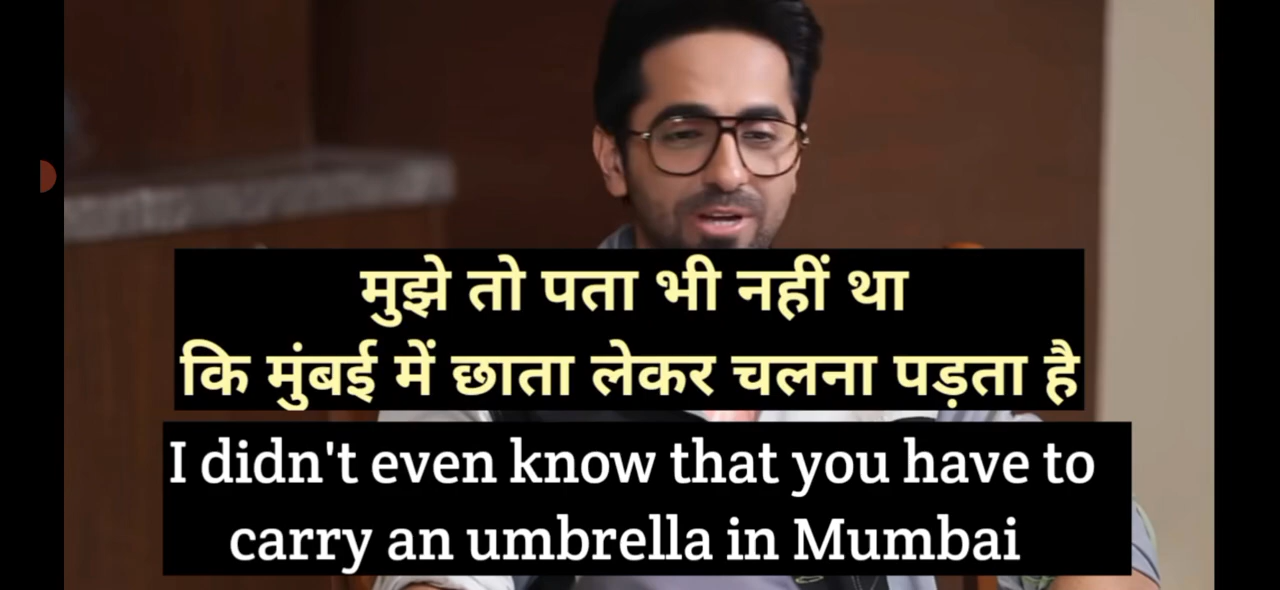 मुझे तो पता भी नहीं था
कि मुंबई में छाता लेकर चलना पड़ता है
I didn't even know that you have to
carry an umbrella in Mumbai